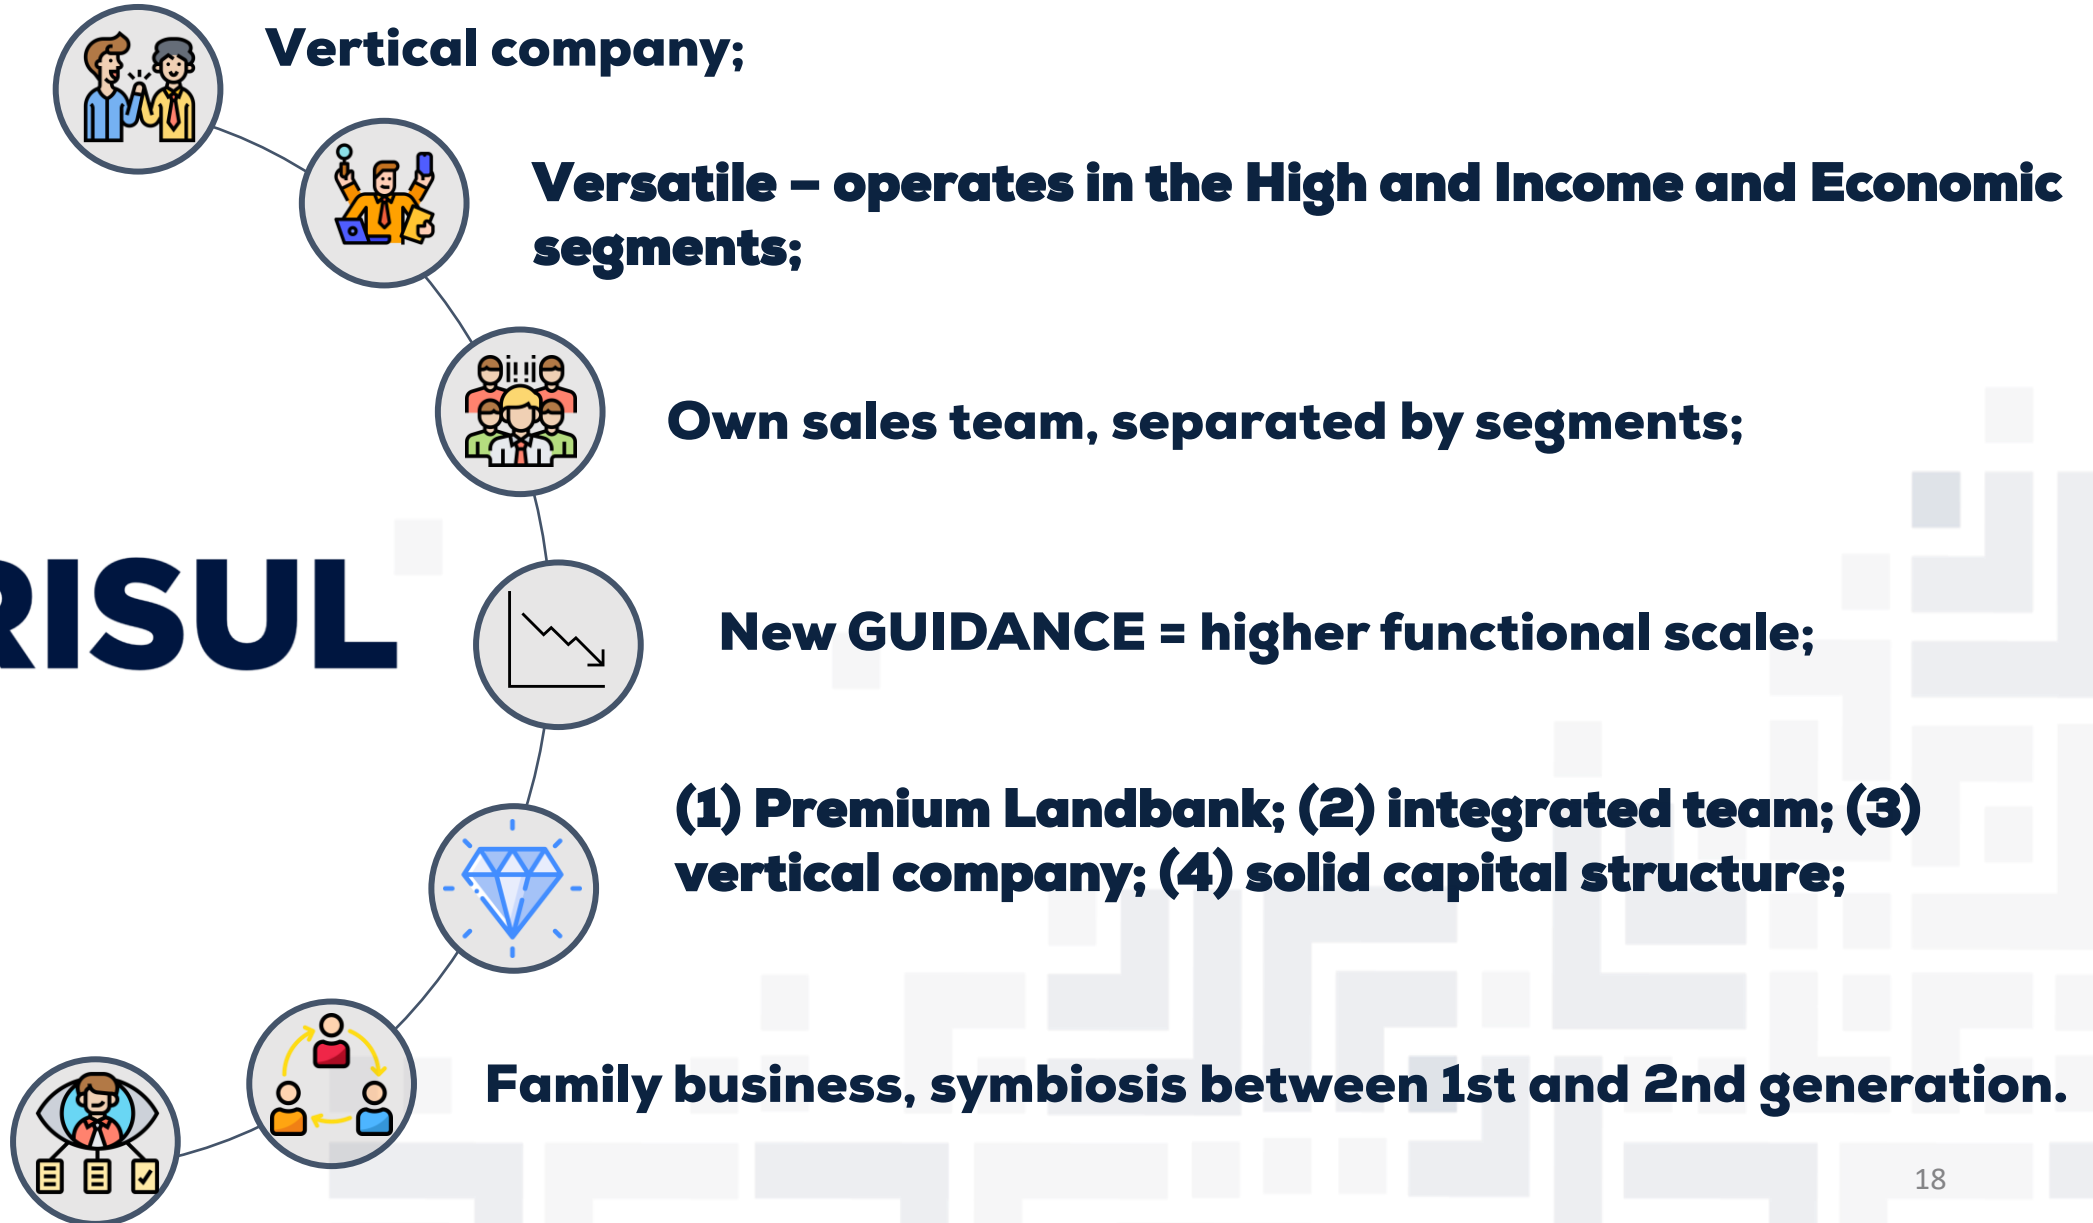 Vertical company;
Versatile – operates in the High and Income and Economic
segments;
Own sales team, separated by segments;
RISUL
New GUIDANCE = higher functional scale;
(1) Premium Landbank; (2) integrated team; (3)
vertical company; (4) solid capital structure;
Family business, symbiosis between 1st and 2nd generation.
18